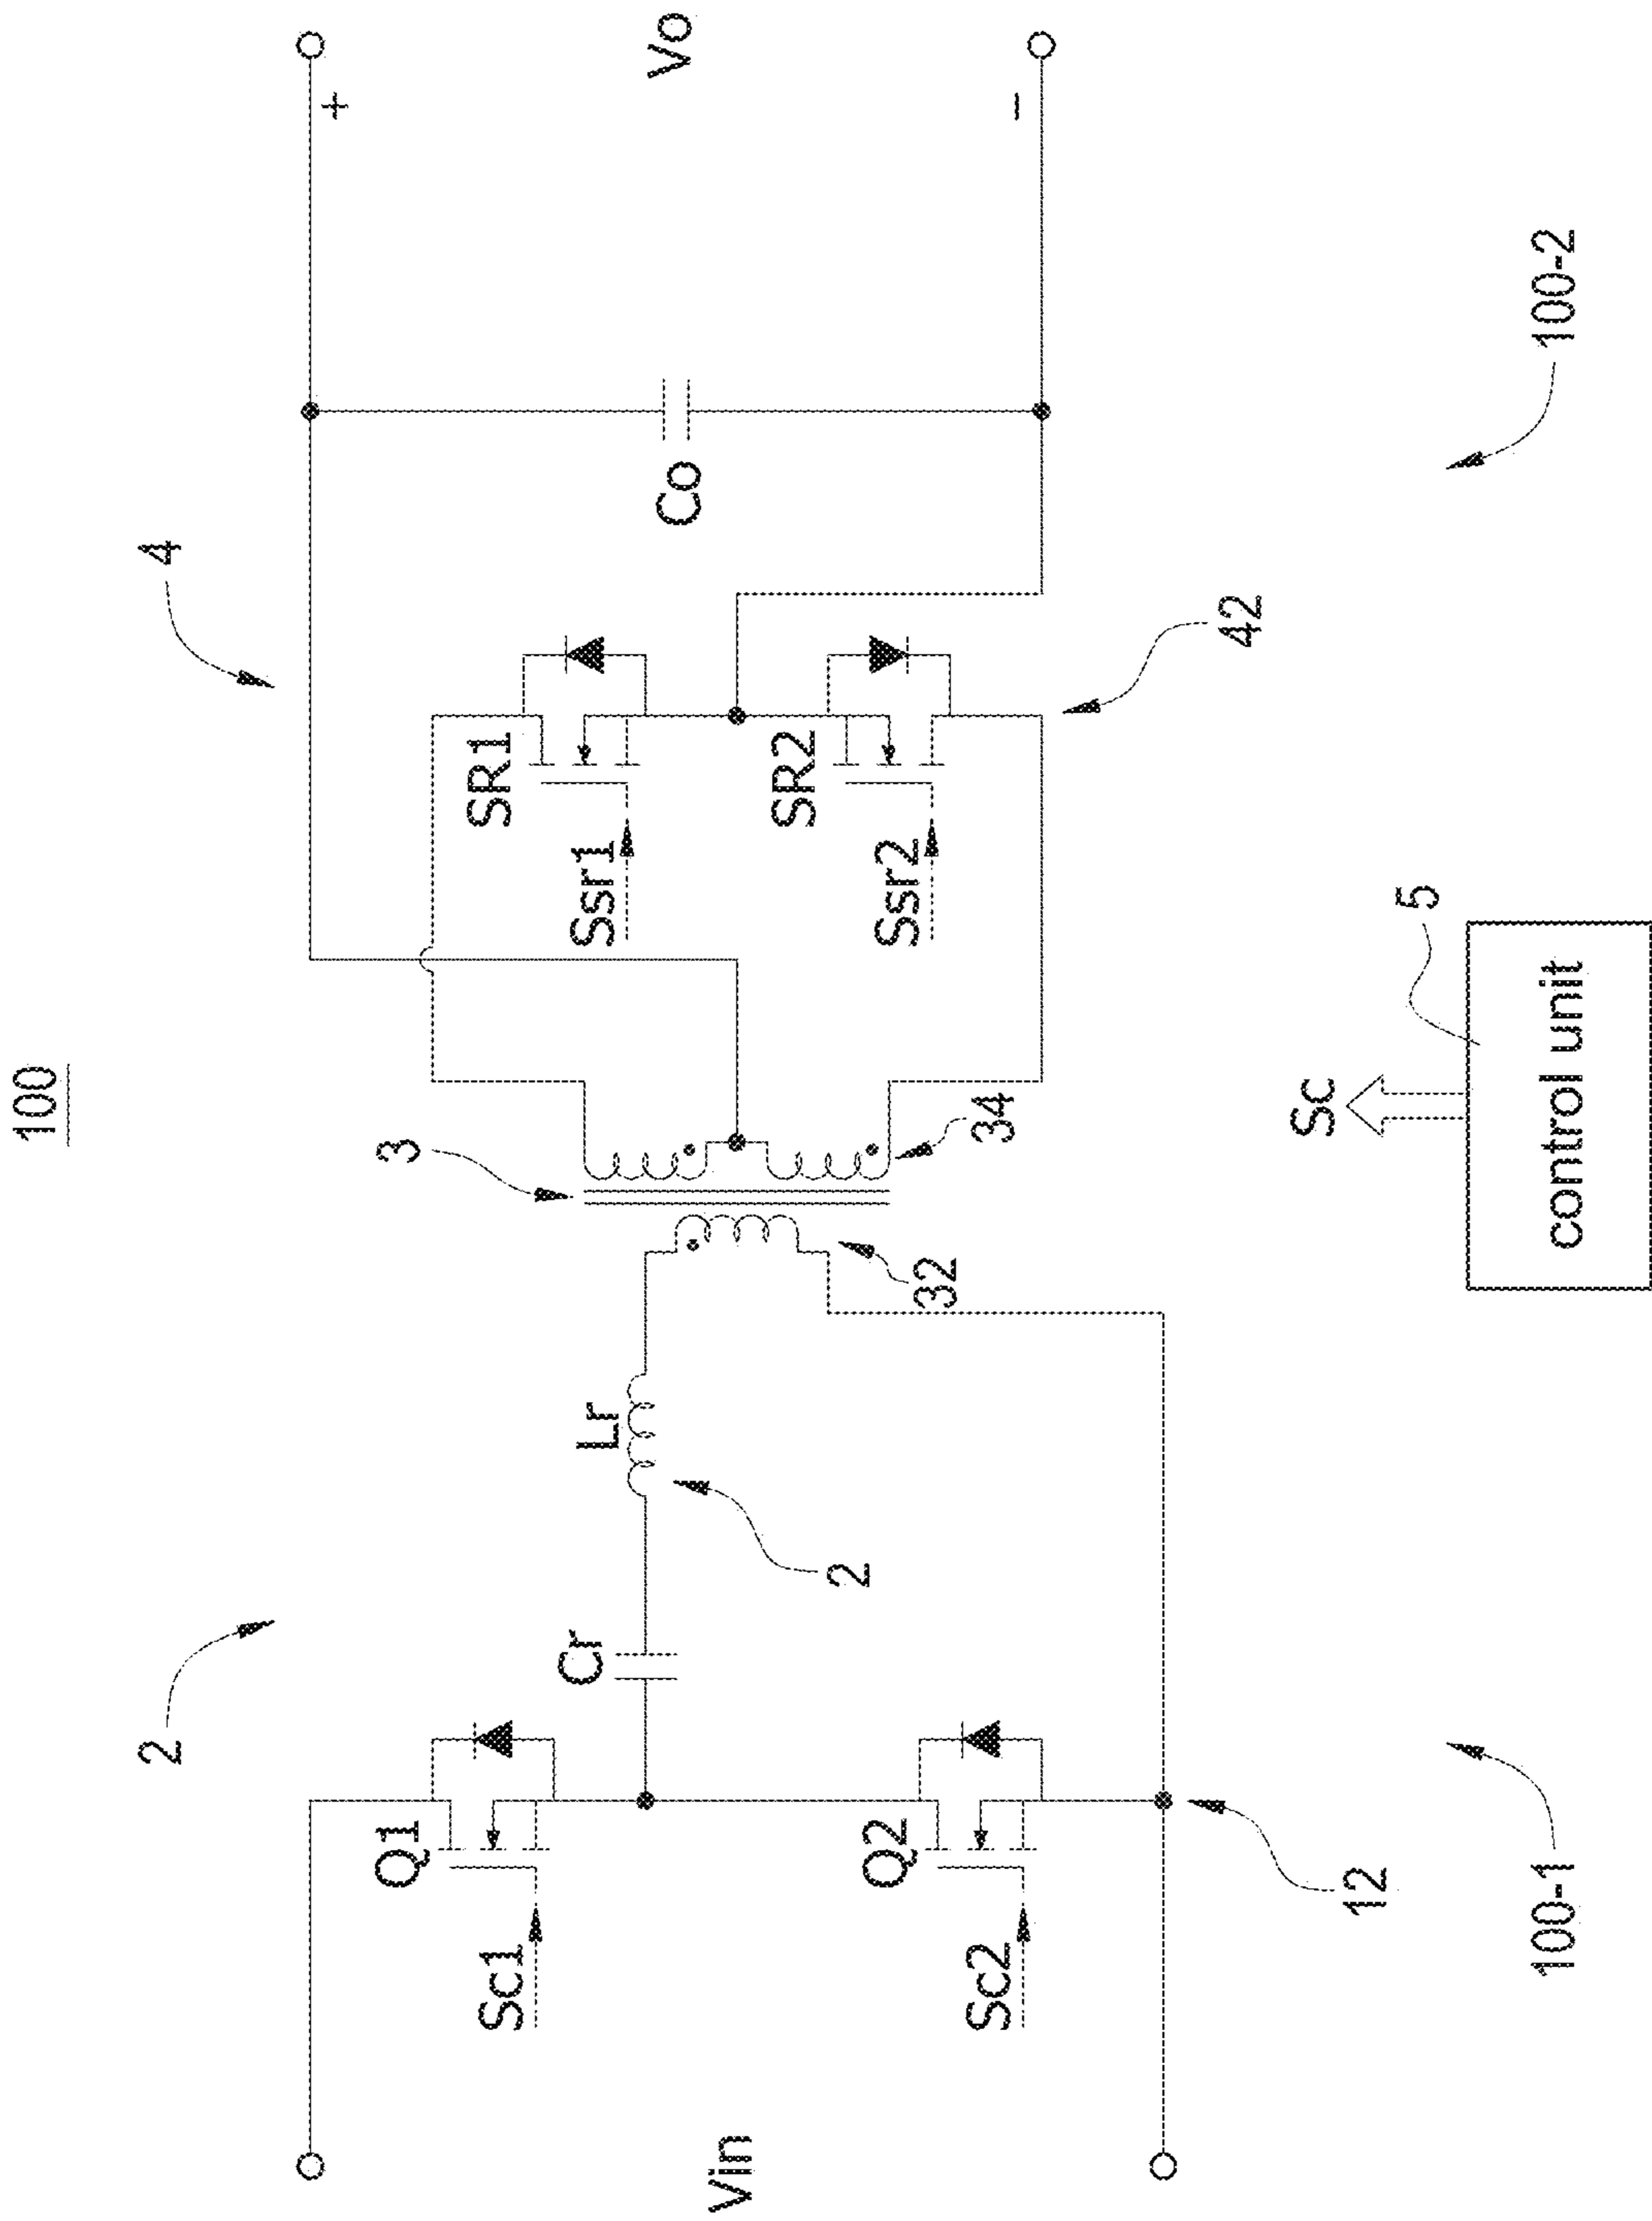 100
2
4
3
Q1
Sc1
Cr
Lr
2
32
34
SR1
Ssr1
SR2
Ssr2
Co
+
Vo
−
Vin
Q2
Sc2
12
42
Sc
5
control unit
100-1
100-2